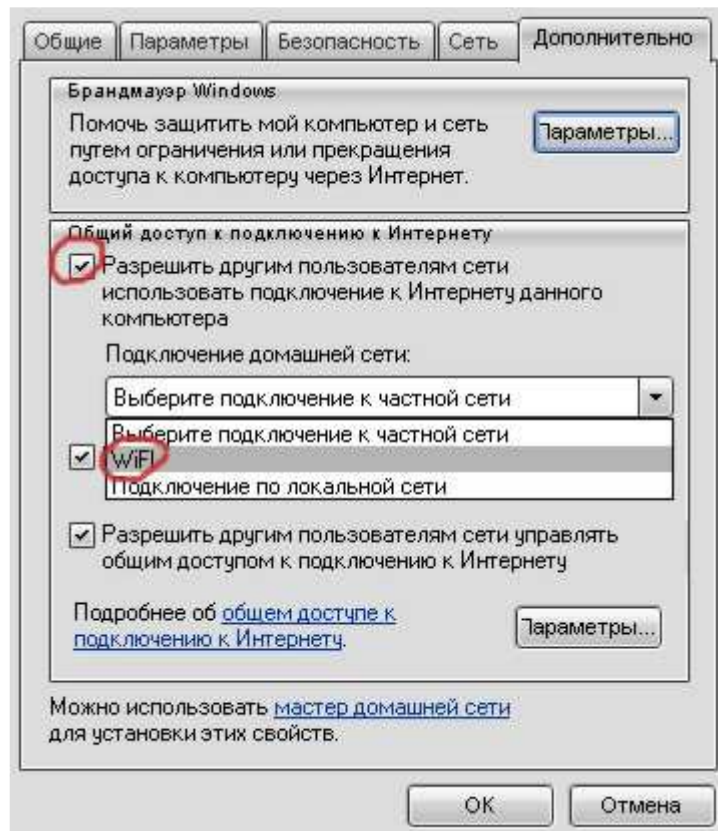 Общие Параметры Безопасность Сеть Дополнительно
Брандмауэр Windows
Помочь защитить мой компьютер и сеть
путем ограничения или прекращения
доступа к компьютеру через Интернет.
Параметры...
Общий доступ к подключению к Интернету
Разрешить другим пользователям сети
использовать подключение к Интернету данного
компьютера
Подключение домашней сети:
Выберите подключение к частной сети
Выберите подключение к частной сети
WiFI
Подключение по локальной сети
Разрешить другим пользователям сети управлять
общим доступом к подключению к Интернету
Подробнее об общем доступе к
подключению к Интернету.
Параметры...
Можно использовать мастер домашней сети
для установки этих свойств.
ОК Отмена